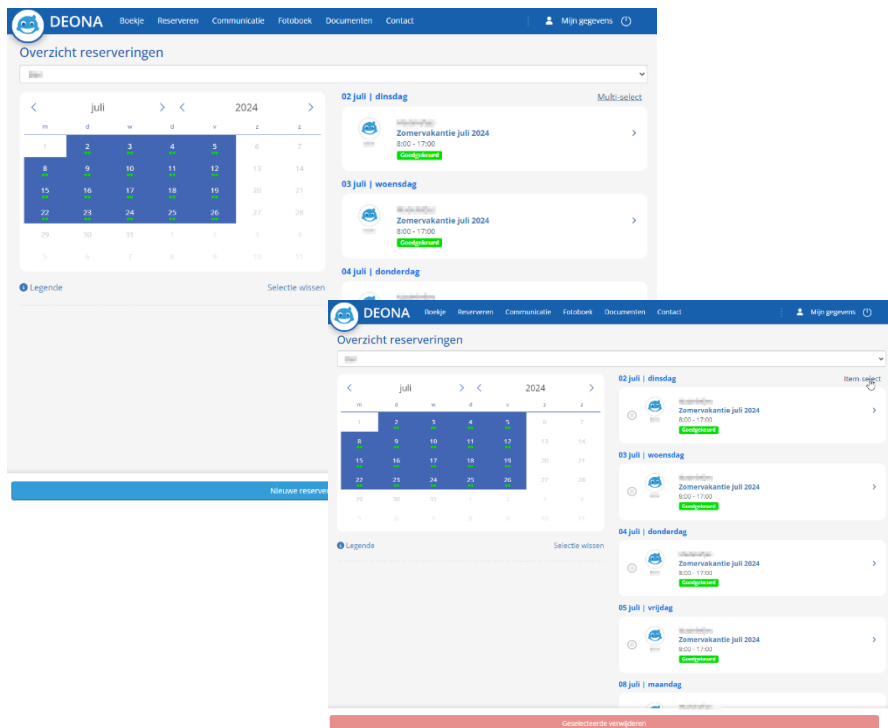 DEONA Boekje Reserveren Communicatie Fotoboek Documenten Contact Mijn gegevens
Overzicht reserveringen
juli 2024
m d w d v z z
1 2 3 4 5 6 7
8 9 10 11 12 13 14
15 16 17 18 19 20 21
22 23 24 25 26 27 28
29 30 31 1 2 3 4
5 6 7 8 9 10 11
Legende Selectie wissen
02 juli | dinsdag Multi-select
Zomervakantie juli 2024
8:00 - 17:00
Goedgekeurd
03 juli | woensdag
Zomervakantie juli 2024
8:00 - 17:00
Goedgekeurd
04 juli | donderdag
Nieuwe reserver
DEONA Boekje Reserveren Communicatie Fotoboek Documenten Contact Mijn gegevens
Overzicht reserveringen
juli 2024
m d w d v z z
1 2 3 4 5 6 7
8 9 10 11 12 13 14
15 16 17 18 19 20 21
22 23 24 25 26 27 28
29 30 31 1 2 3 4
5 6 7 8 9 10 11
Legende Selectie wissen
02 juli | dinsdag Item-select
Zomervakantie juli 2024
8:00 - 17:00
Goedgekeurd
03 juli | woensdag
Zomervakantie juli 2024
8:00 - 17:00
Goedgekeurd
04 juli | donderdag
Zomervakantie juli 2024
8:00 - 17:00
Goedgekeurd
05 juli | vrijdag
Zomervakantie juli 2024
8:00 - 17:00
Goedgekeurd
08 juli | maandag
Geselecteerde verwijderen